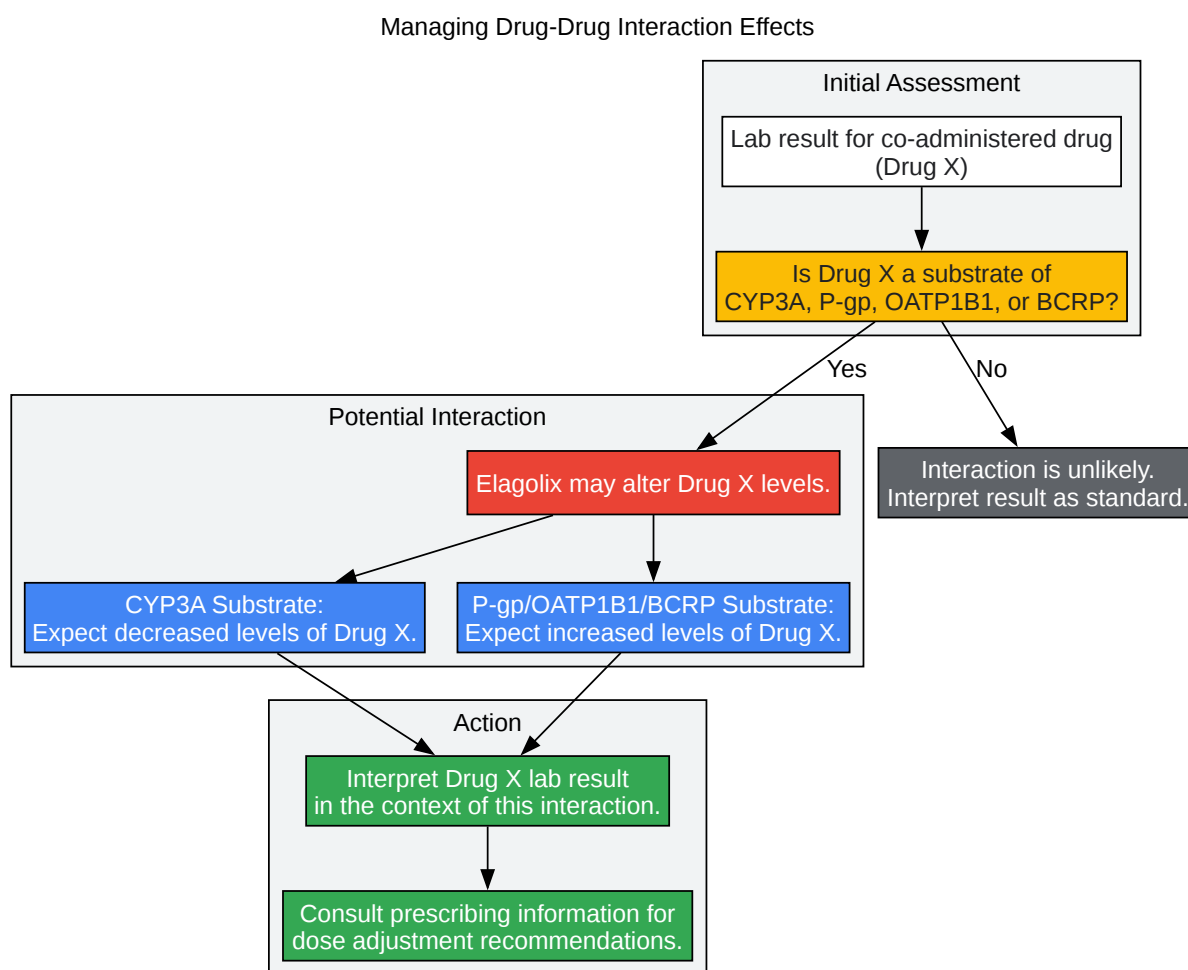 Managing Drug-Drug Interaction Effects
Initial Assessment
Lab result for co-administered drug
(Drug X)
Is Drug X a substrate of
CYP3A, P-gp, OATP1B1, or BCRP?
Yes
No
Potential Interaction
Elagolix may alter Drug X levels.
Interaction is unlikely.
Interpret result as standard.
CYP3A Substrate:
Expect decreased levels of Drug X.
P-gp/OATP1B1/BCRP Substrate:
Expect increased levels of Drug X.
Action
Interpret Drug X lab result
in the context of this interaction.
Consult prescribing information for
dose adjustment recommendations.